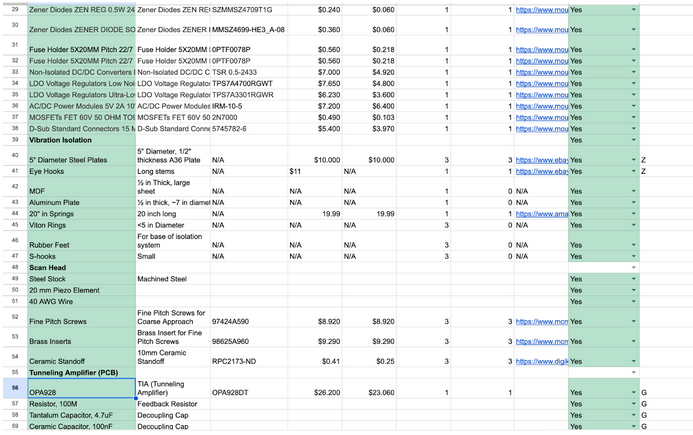 29 Zener Diodes ZEN REG 0.5W 24 Zener Diodes ZEN RE SZMMSZ4709T1G $0.240 $0.060 1 1 https://www.mou Yes
30 Zener Diodes ZENER DIODE SO Zener Diodes ZENER MMSZ4699-HE3_A-08 $0.360 $0.060 1 1 https://www.mou Yes
31 Fuse Holder 5X20MM Pitch 22/7 Fuse Holder 5X20MM 0PTF0078P $0.560 $0.218 1 1 https://www.mou Yes
32 Fuse Holder 5X20MM Pitch 22/7 Fuse Holder 5X20MM 0PTF0078P $0.560 $0.218 1 1 https://www.mou Yes
33 Non-Isolated DC/DC Converters Non-Isolated DC/DC C TSR 0.5-2433 $7.000 $4.920 1 1 https://www.mou Yes
34 LDO Voltage Regulators Low Noi LDO Voltage Regulator TPS7A4700RGWT $7.650 $4.800 1 1 https://www.mou Yes
35 LDO Voltage Regulators Ultra-Lo LDO Voltage Regulator TPS7A3301RGWR $6.230 $3.600 1 1 https://www.mou Yes
36 AC/DC Power Modules 5V 2A 10 AC/DC Power Modules IRM-10-5 $7.200 $6.400 1 1 https://www.mou Yes
37 MOSFETs FET 60V 50 OHM TO MOSFETs FET 60V 50 2N7000 $0.490 $0.103 1 1 https://www.mou Yes
38 D-Sub Standard Connectors 15 M D-Sub Standard Conne 5745782-6 $5.400 $3.970 1 1 https://www.mou Yes
39 Vibration Isolation Yes
40 5" Diameter Steel Plates 5" Diameter, 1/2" thickness A36 Plate N/A $10.000 $10.000 3 3 https://www.ebay Yes Z
41 Eye Hooks Long stems $11 N/A 1 1 https://www.ebay Yes Z
42 MDF ½ in Thick, large sheet N/A N/A N/A 1 0 N/A Yes
43 Aluminum Plate ½ in thick, ~7 in diamet N/A N/A N/A 1 0 N/A Yes
44 20" in Springs 20 inch long 19.99 19.99 1 1 https://www.ama Yes
45 Viton Rings <5 in Diameter N/A N/A N/A 3 0 N/A Yes
46 Rubber Feet For base of isolation system N/A N/A N/A 3 0 N/A Yes
47 S-hooks Small N/A N/A N/A 3 0 N/A Yes
48 Scan Head
49 Steel Stock Machined Steel Yes
50 20 mm Piezo Element Yes
51 40 AWG Wire Yes
52 Fine Pitch Screws Fine Pitch Screws for Coarse Approach 97424A590 $8.920 $8.920 3 3 https://www.mcm Yes
53 Brass Inserts Brass Insert for Fine Pitch Screws 98625A960 $9.290 $9.290 3 3 https://www.mcm Yes
54 Ceramic Standoff 10mm Ceramic Standoff RPC2173-ND $0.41 $0.25 3 3 https://www.digik Yes
55 Tunneling Amplifier (PCB)
56 OPA928 TIA (Tunneling Amplifier) OPA928DT $26.200 $23.060 1 1 Yes G
57 Resistor, 100M Feedback Resistor Yes G
58 Tantalum Capacitor, 4.7uF Decoupling Cap Yes G
59 Ceramic Capacitor, 100nF Decoupling Cap Yes G